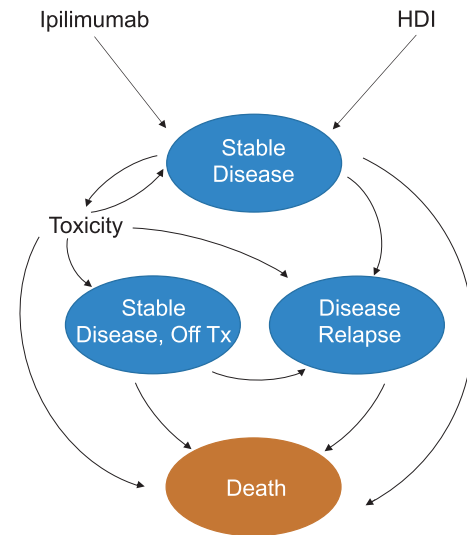 Ipilimumab
HDI
Stable
Disease
Toxicity
Stable
Disease, Off Tx
Disease
Relapse
Death